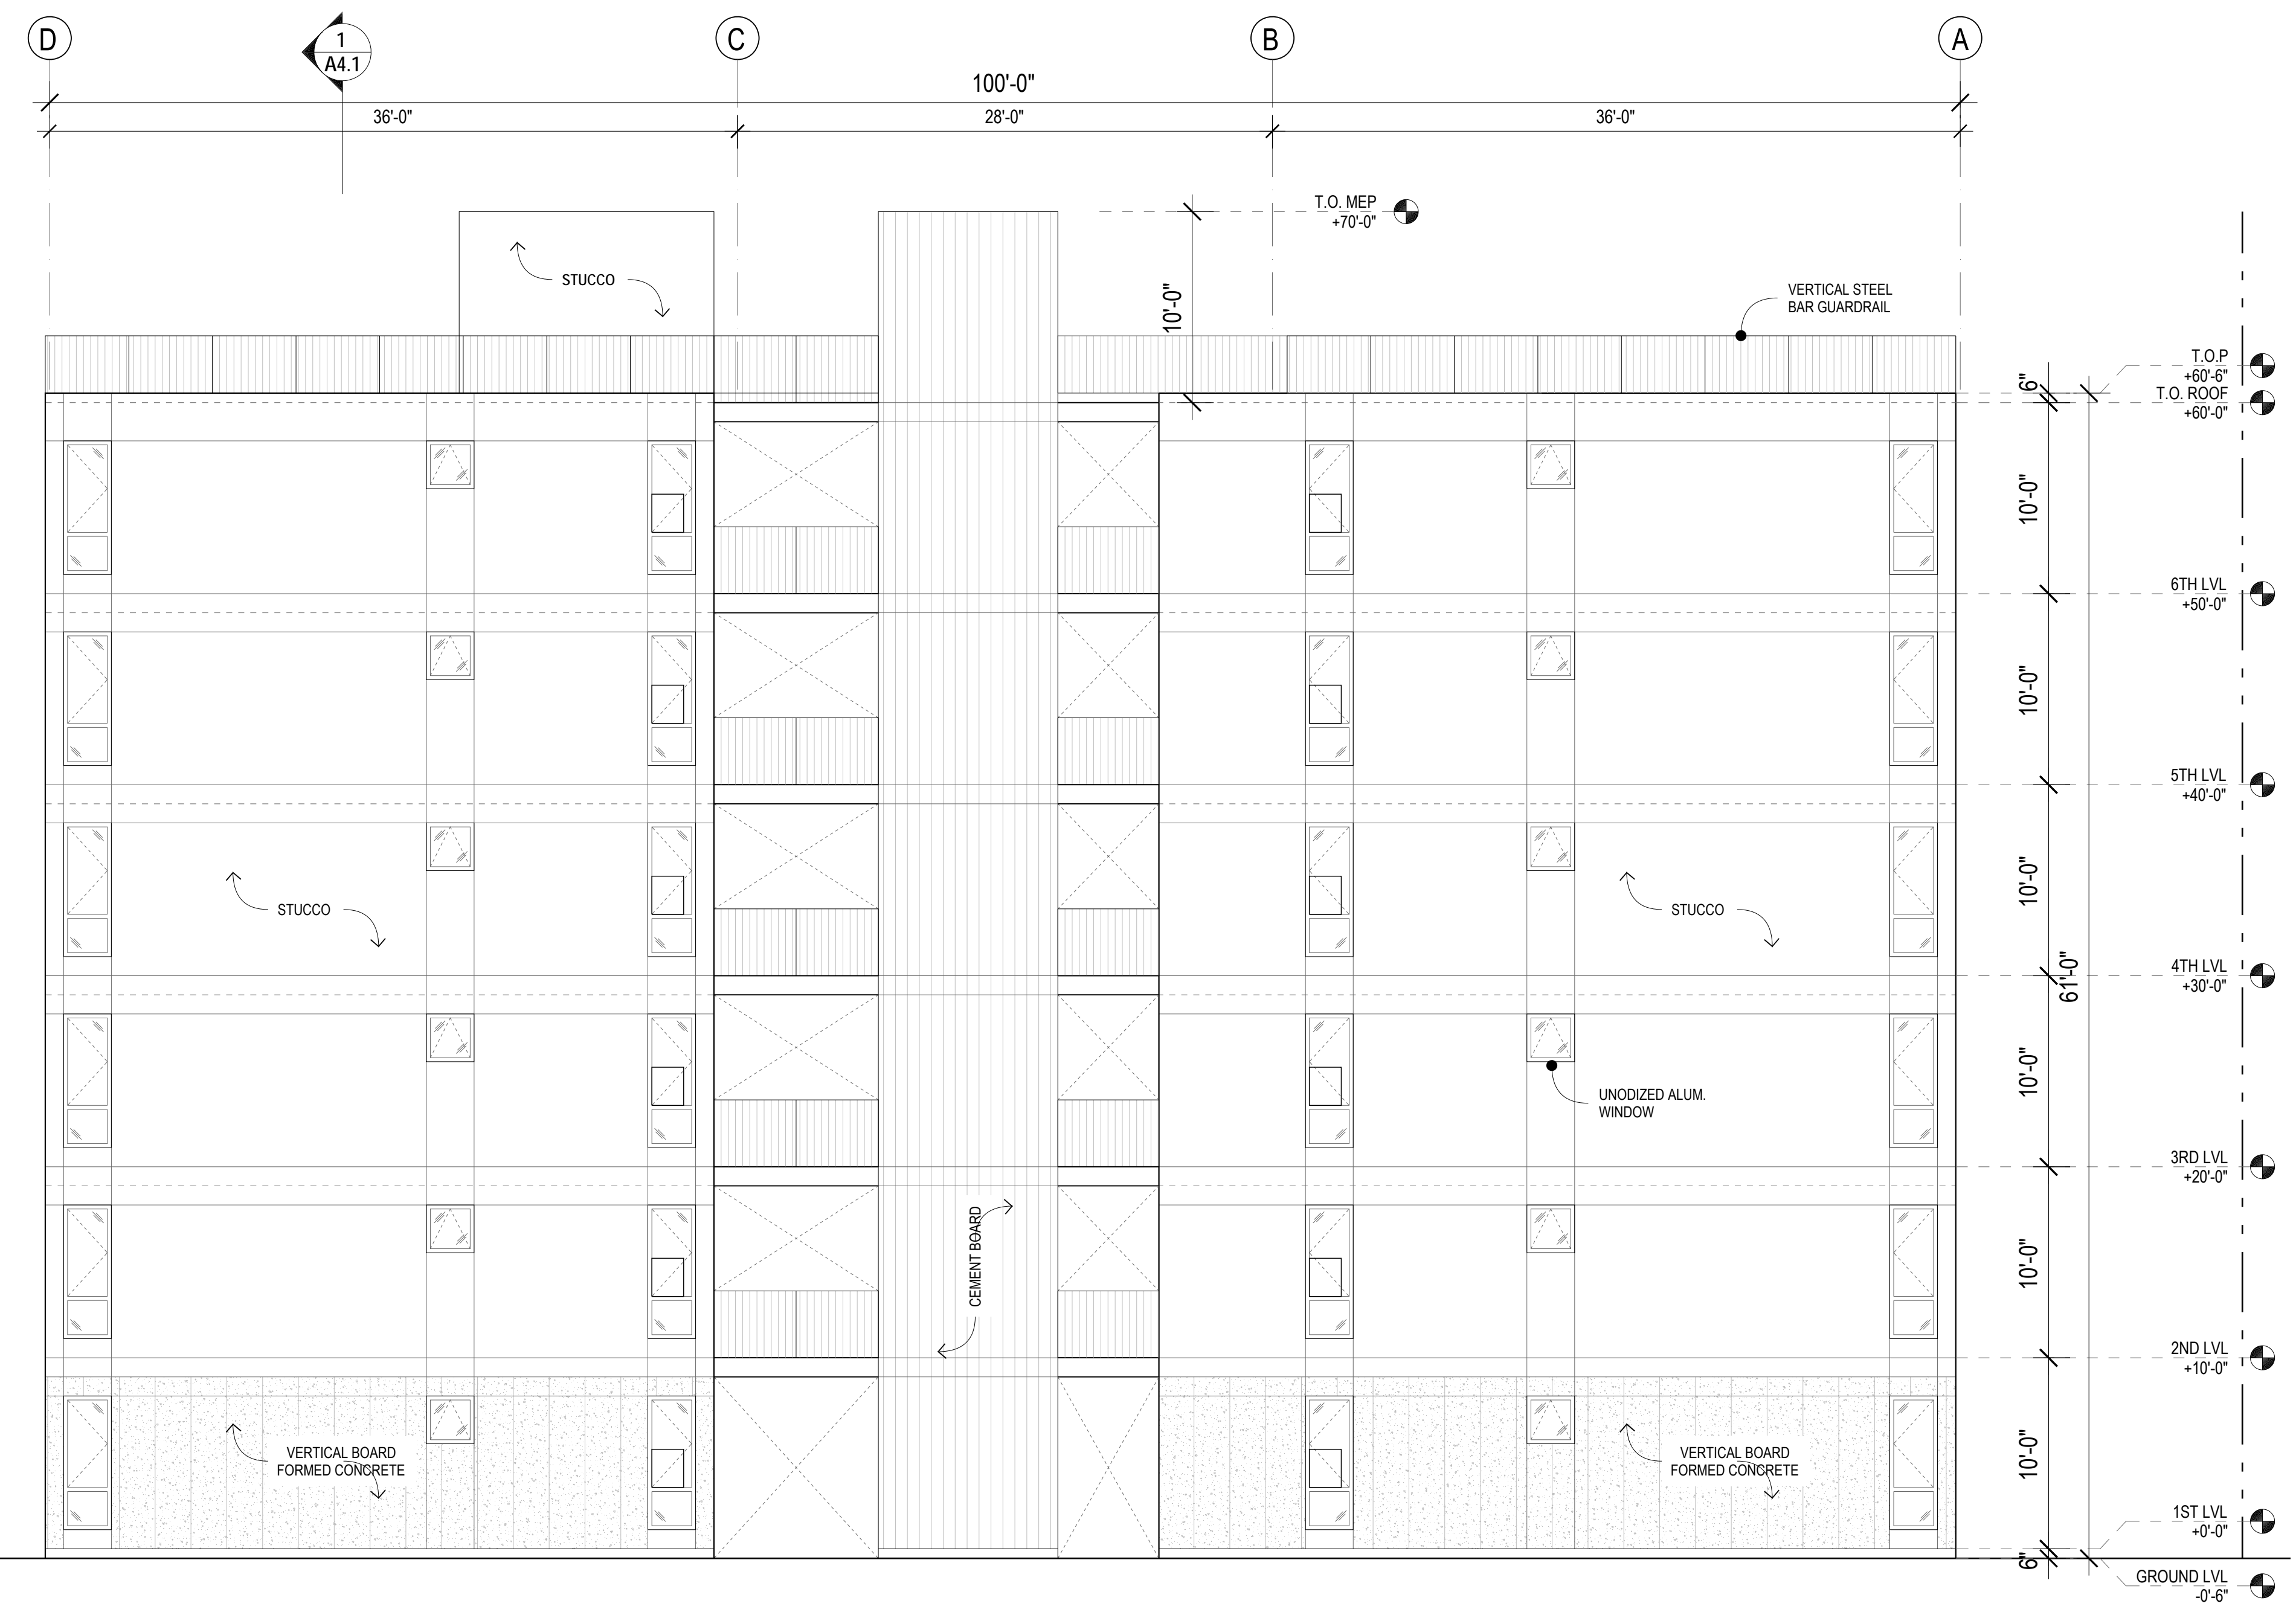 D
1
A4.1
C
B
A
100'-0"
36'-0"
28'-0"
36'-0"
T.O. MEP
+70'-0"
STUCCO
10'-0"
VERTICAL STEEL
BAR GUARDRAIL
T.O.P
+60'-6"
6"
T.O. ROOF
+60'-0"
10'-0"
6TH LVL
+50'-0"
10'-0"
5TH LVL
+40'-0"
10'-0"
STUCCO
STUCCO
4TH LVL
+30'-0"
61'-0"
10'-0"
UNODIZED ALUM.
WINDOW
3RD LVL
+20'-0"
CEMENT BOARD
10'-0"
2ND LVL
+10'-0"
10'-0"
VERTICAL BOARD
FORMED CONCRETE
VERTICAL BOARD
FORMED CONCRETE
1ST LVL
+0'-0"
6"
GROUND LVL
-0'-6"